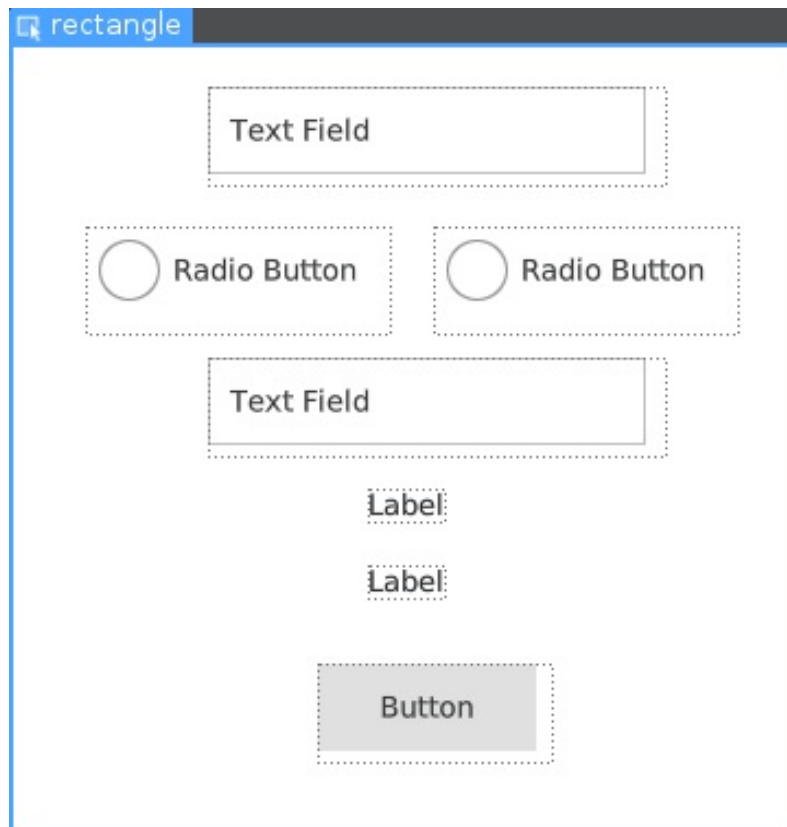 rectangle
Text Field
Radio Button Radio Button
Text Field
Label
Label
Button